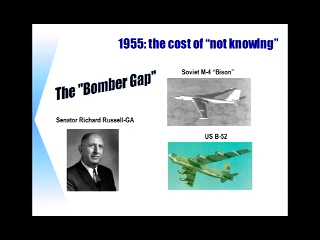 1955: the cost of “not knowing”
The "Bomber Gap"
Soviet M-4 “Bison”
Senator Richard Russell-GA
US B-52